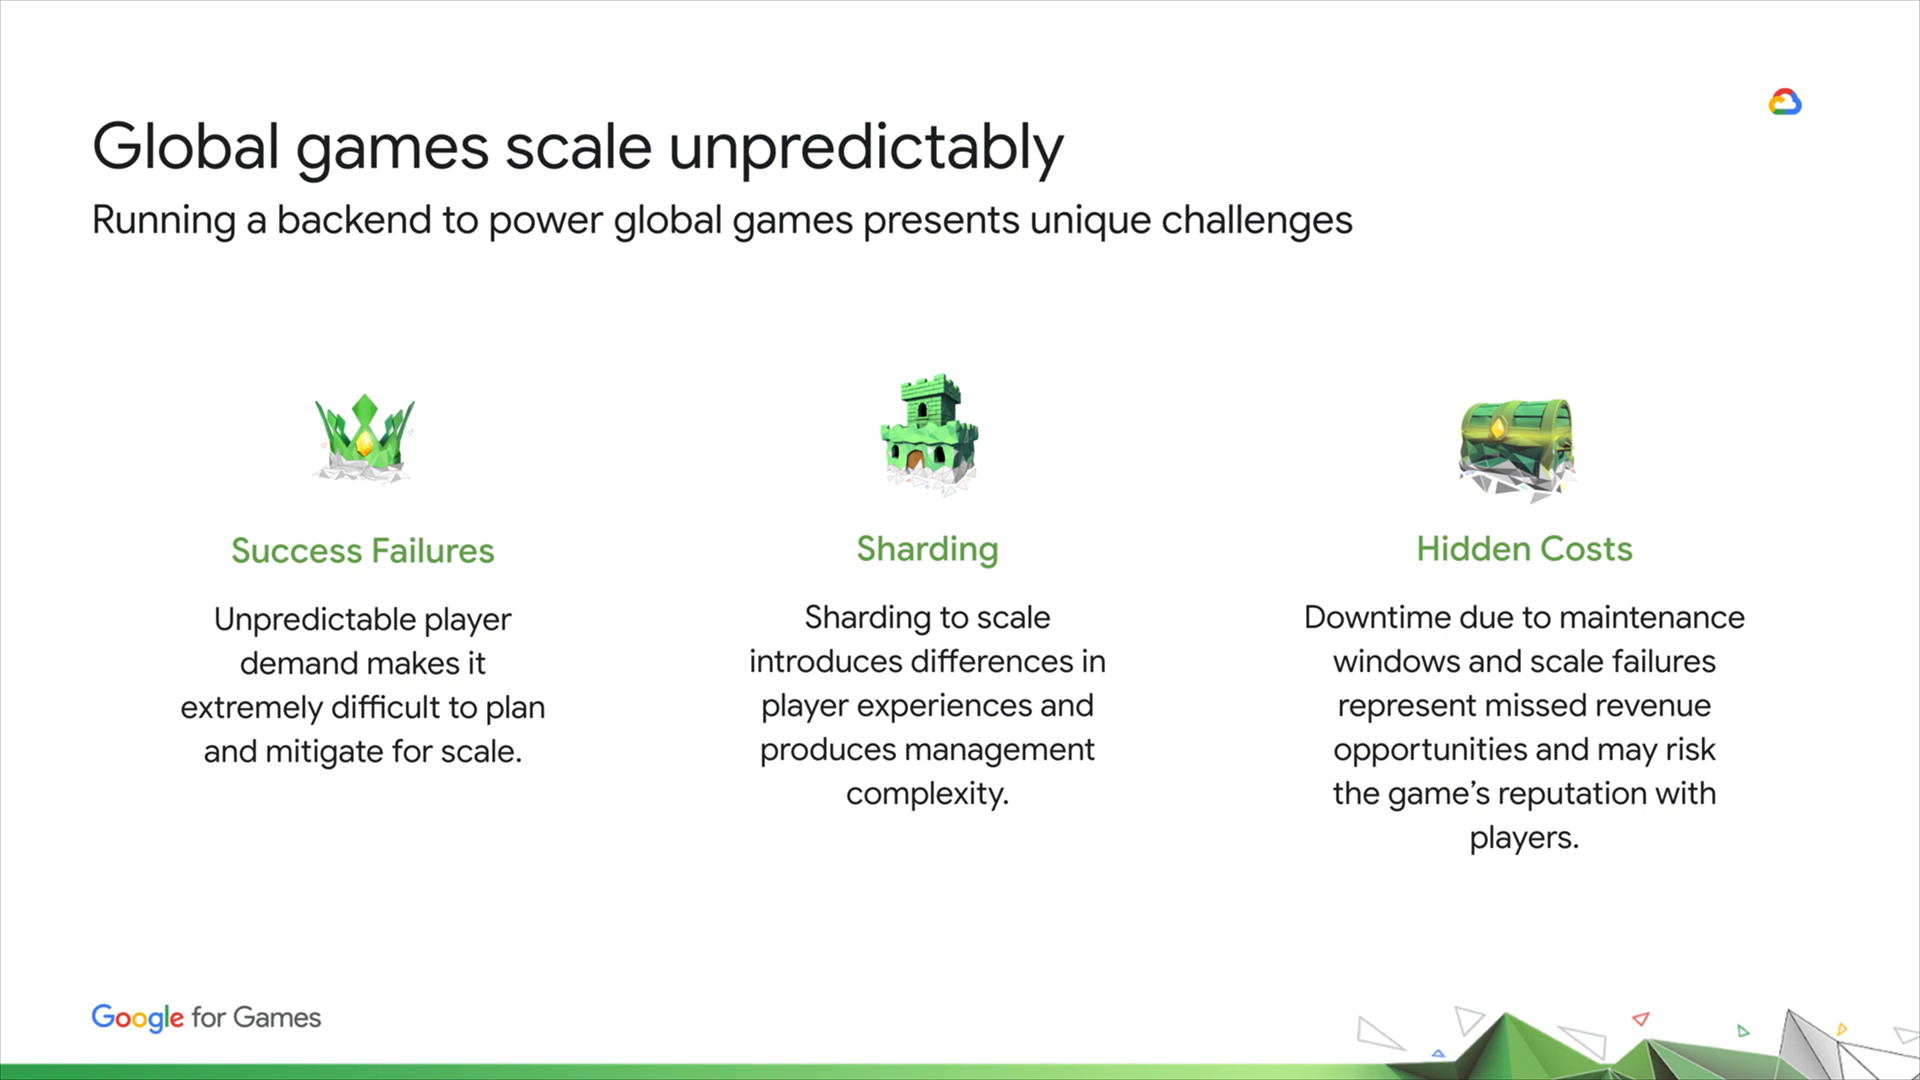 Global games scale unpredictably
Running a backend to power global games presents unique challenges
Success Failures
Unpredictable player
demand makes it
extremely difficult to plan
and mitigate for scale.
Sharding
Sharding to scale
introduces differences in
player experiences and
produces management
complexity.
Hidden Costs
Downtime due to maintenance
windows and scale failures
represent missed revenue
opportunities and may risk
the game’s reputation with
players.
Google for Games